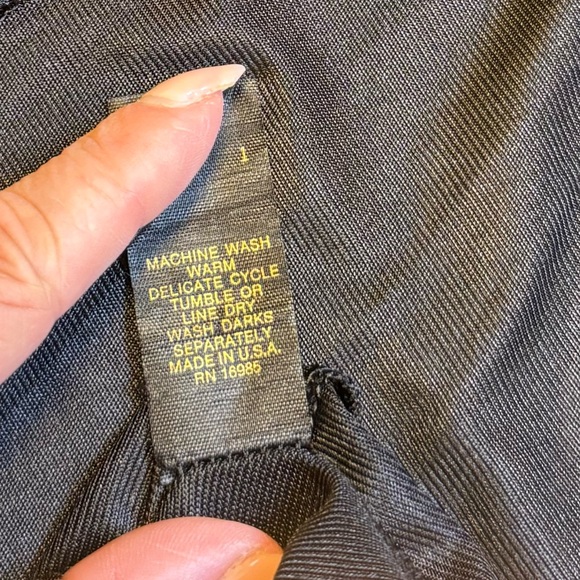 1
MACHINE WASH
WARM
DELICATE CYCLE
TUMBLE OR
LINE DRY
WASH DARKS
SEPARATELY
MADE IN U.S.A.
RN 16985